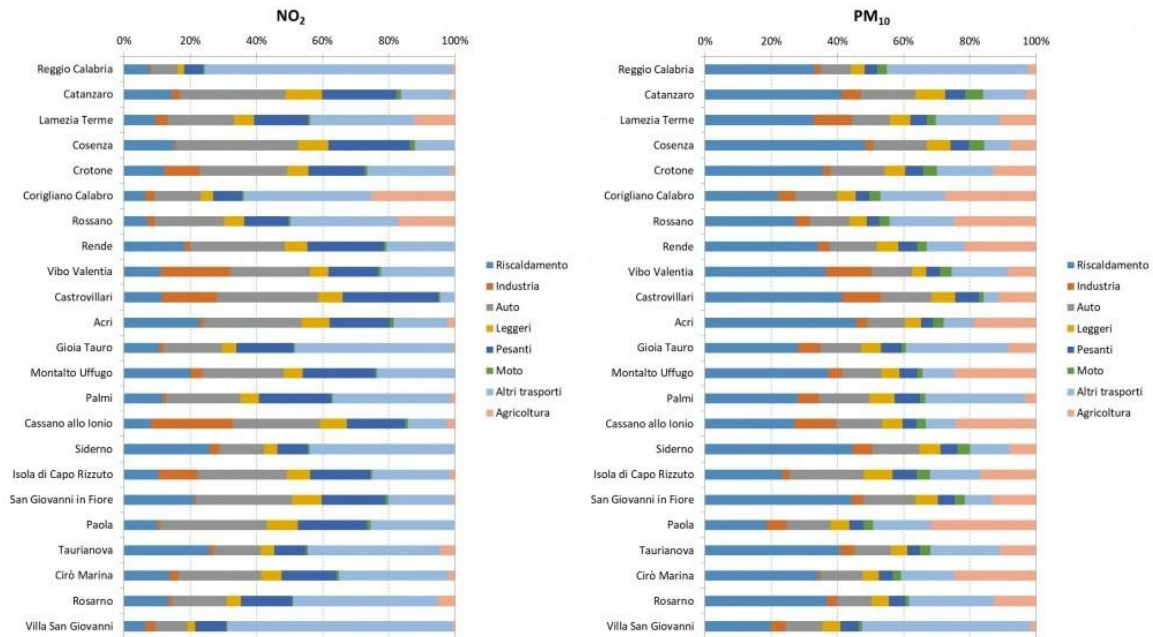 NO2
0% 20% 40% 60% 80% 100%
Reggio Calabria
Catanzaro
Lamezia Terme
Cosenza
Crotone
Corigliano Calabro
Rossano
Rende
Vibo Valentia
Castrovillari
Acri
Gioia Tauro
Montalto Uffugo
Palmi
Cassano allo Ionio
Siderno
Isola di Capo Rizzuto
San Giovanni in Fiore
Paola
Taurianova
Cirò Marina
Rosarno
Villa San Giovanni
Riscaldamento
Industria
Auto
Leggeri
Pesanti
Moto
Altri trasporti
Agricoltura
PM10
0% 20% 40% 60% 80% 100%
Reggio Calabria
Catanzaro
Lamezia Terme
Cosenza
Crotone
Corigliano Calabro
Rossano
Rende
Vibo Valentia
Castrovillari
Acri
Gioia Tauro
Montalto Uffugo
Palmi
Cassano allo Ionio
Siderno
Isola di Capo Rizzuto
San Giovanni in Fiore
Paola
Taurianova
Cirò Marina
Rosarno
Villa San Giovanni
Riscaldamento
Industria
Auto
Leggeri
Pesanti
Moto
Altri trasporti
Agricoltura